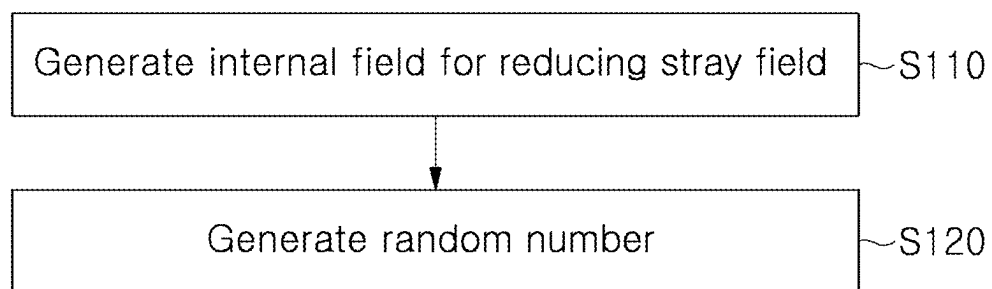 Generate internal field for reducing stray field
S110
Generate random number
S120